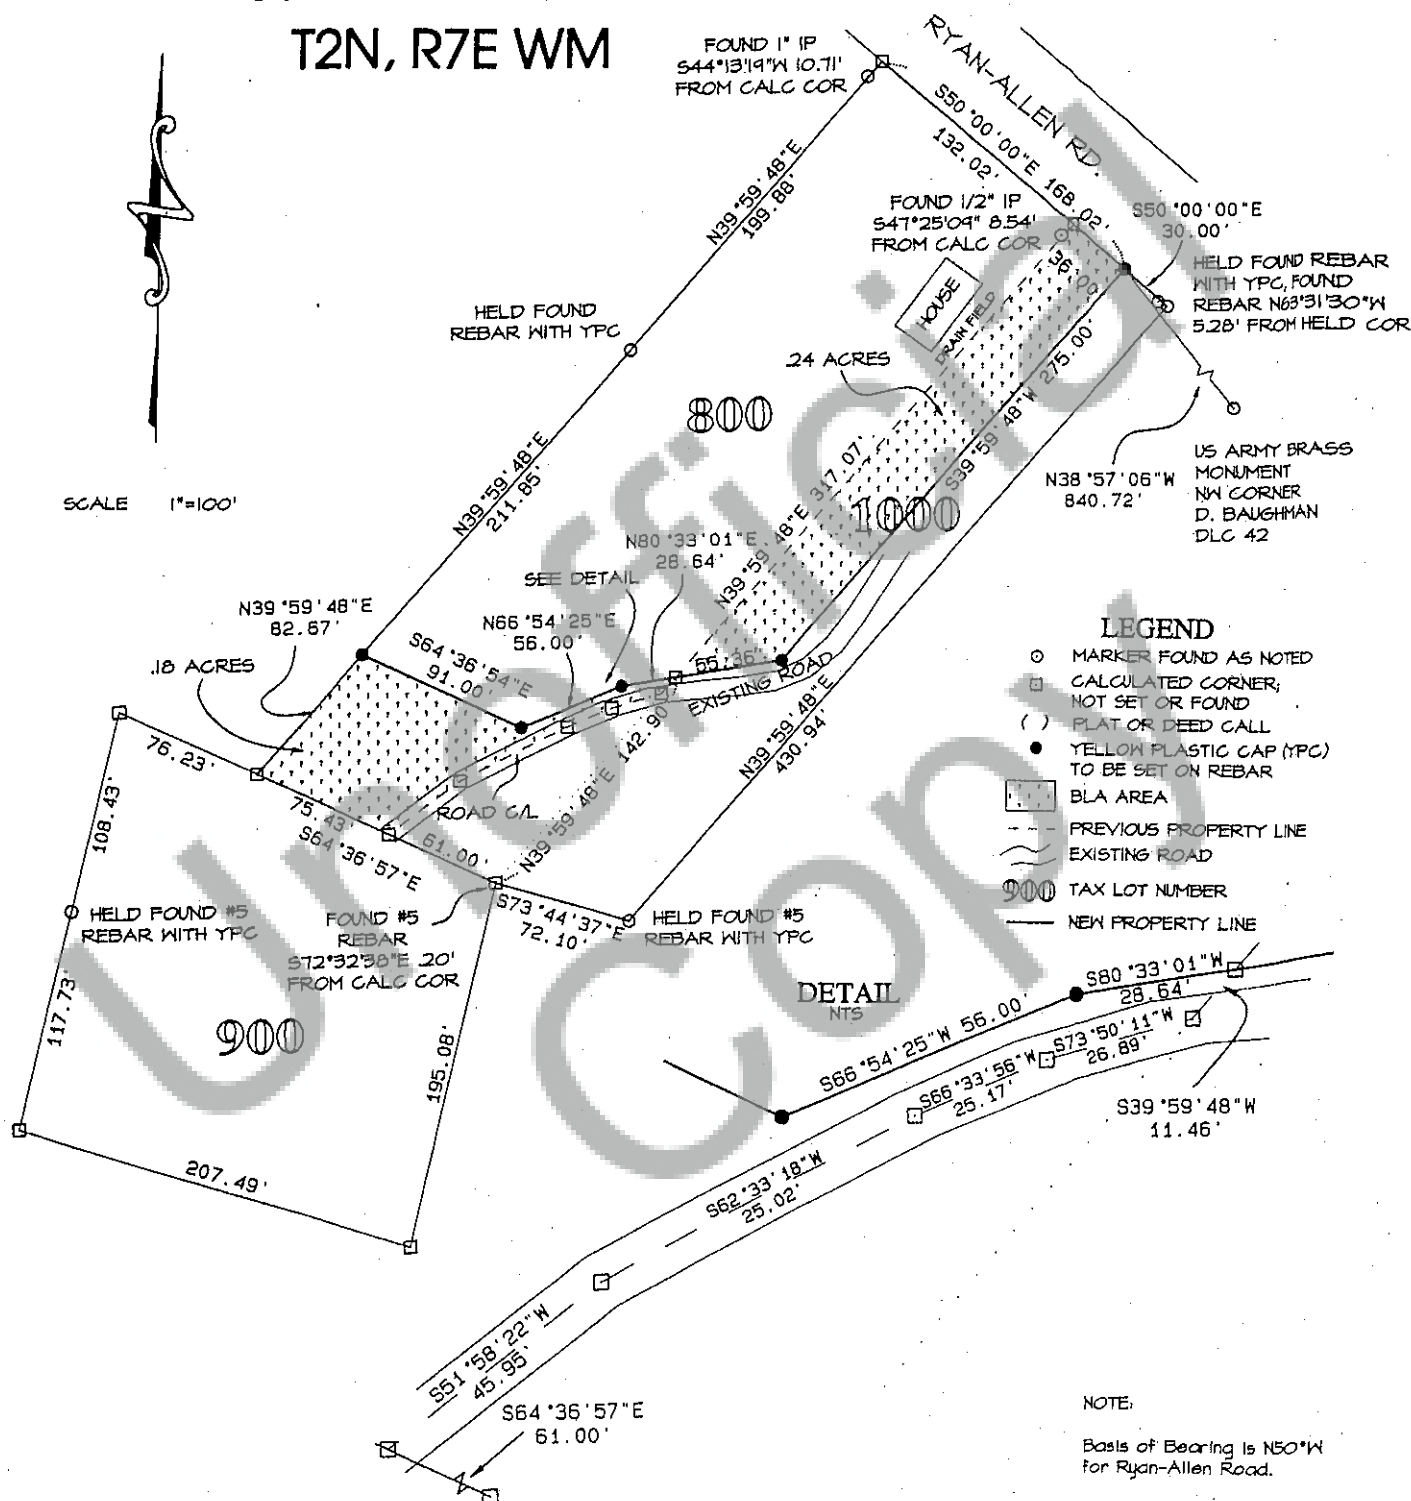 T2N, R7E WM
FOUND 1" IP
S44°13'19"W 10.71'
FROM CALC COR
RYAN-ALLEN RD.
S50°00'00"E 168.02'
132.02'
N39°59'48"E
199.88'
FOUND 1/2" IP
S47°25'09" 8.54'
FROM CALC COR
S50°00'00"E
30.00'
36.00
HELD FOUND REBAR
WITH YPC, FOUND
REBAR N63°31'30"W
5.28' FROM HELD COR
HOUSE
DRAIN FIELD
HELD FOUND
REBAR WITH YPC
.24 ACRES
S39°59'48"W 275.00'
800
N38°57'06"W
840.72'
US ARMY BRASS
MONUMENT
NW CORNER
D. BAUGHMAN
DLC 42
SCALE 1"=100'
N39°59'48"E
211.85'
N39°59'48"E 317.07'
1000
N80°33'01"E
28.64'
SEE DETAIL
N39°59'48"E
82.67'
N66°54'25"E
56.00'
S64°36'54"E
91.00'
.18 ACRES
55.36'
EXISTING ROAD
N39°59'48"E
430.94'
LEGEND
MARKER FOUND AS NOTED
CALCULATED CORNER;
NOT SET OR FOUND
( ) PLAT OR DEED CALL
YELLOW PLASTIC CAP (YPC)
TO BE SET ON REBAR
BLA AREA
PREVIOUS PROPERTY LINE
EXISTING ROAD
900 TAX LOT NUMBER
NEW PROPERTY LINE
76.23'
108.43'
75.43'
S64°36'57"E
ROAD C/L
61.00'
N39°59'48"E 142.90'
HELD FOUND #5
REBAR WITH YPC
FOUND #5
REBAR
S72°32'38"E .20'
FROM CALC COR
S73°44'37"E
72.10'
HELD FOUND #5
REBAR WITH YPC
117.73'
900
195.08'
207.49'
DETAIL
NTS
S80°33'01"W
28.64'
S66°54'25"W 56.00'
S73°50'11"W
26.89'
S66°33'56"W
25.17'
S39°59'48"W
11.46'
S62°33'18"W
25.02'
S51°58'22"W
45.95'
S64°36'57"E
61.00'
NOTE:
Basis of Bearing is N50°W
for Ryan-Allen Road.
Unofficial
Copy